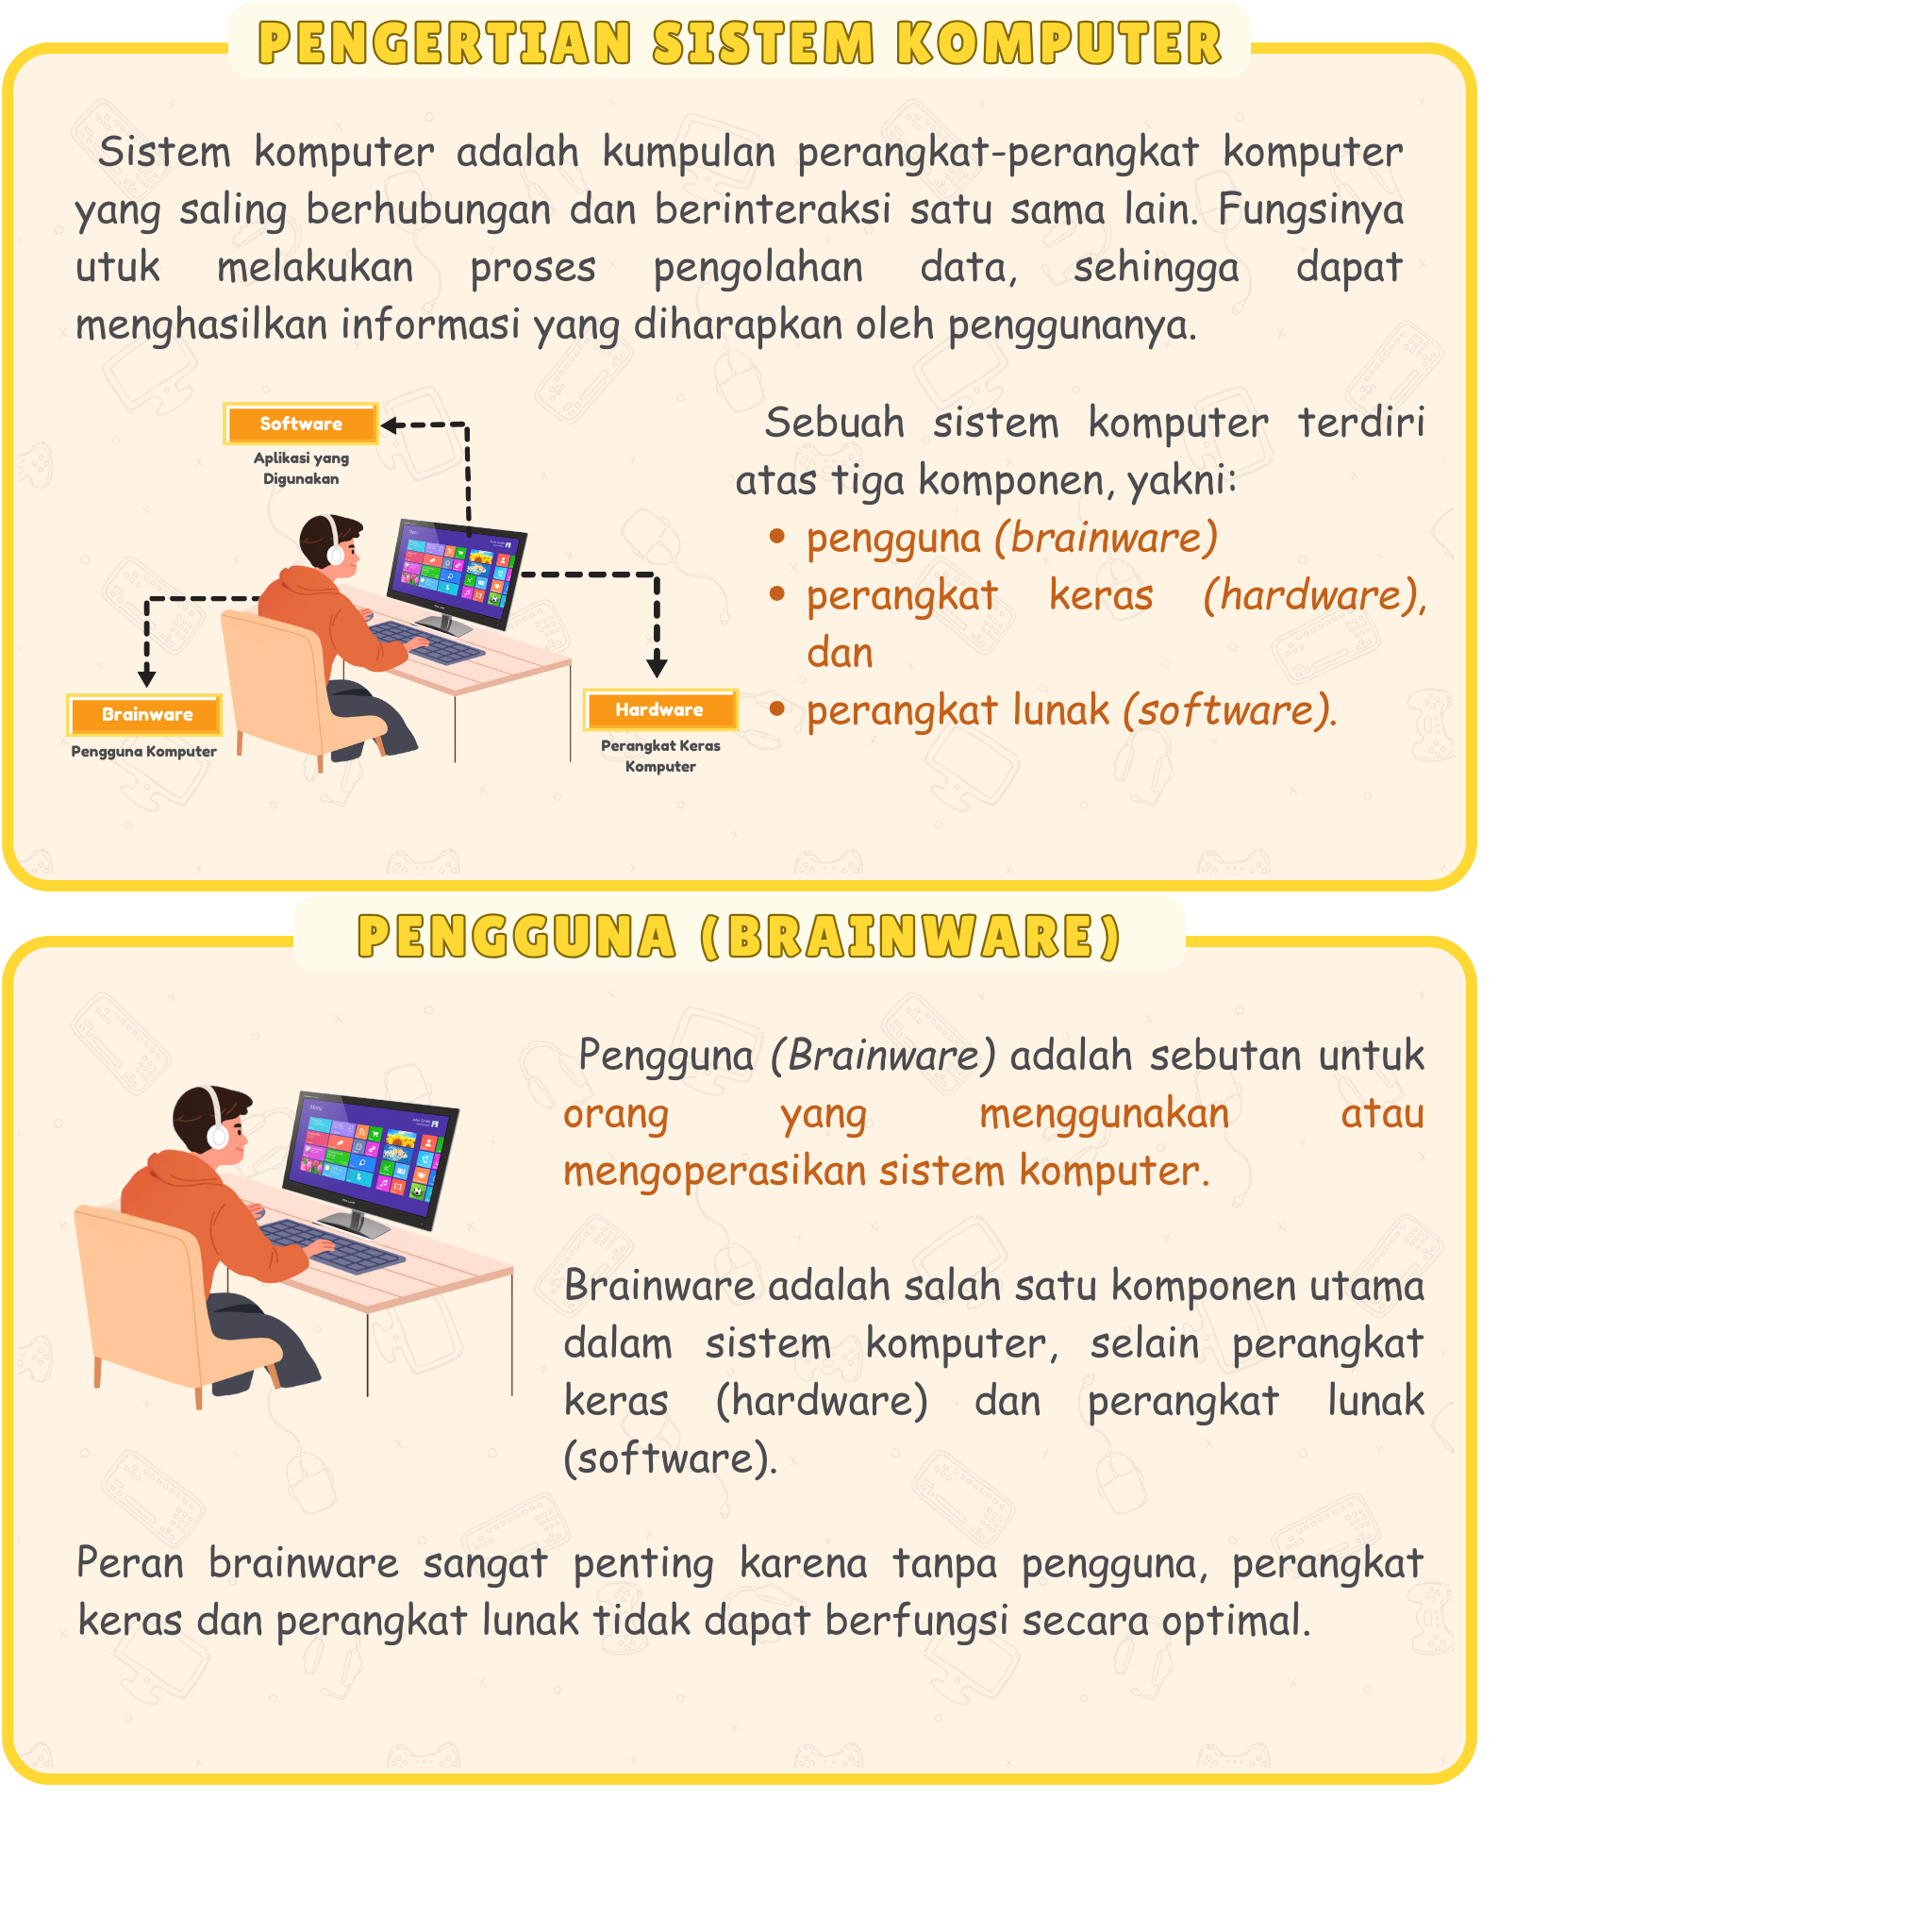 PENGERTIAN SISTEM KOMPUTER
Sistem komputer adalah kumpulan perangkat-perangkat komputer
yang saling berhubungan dan berinteraksi satu sama lain. Fungsinya
utuk melakukan proses pengolahan data, sehingga dapat
menghasilkan informasi yang diharapkan oleh penggunanya.
Software
Aplikasi yang
Digunakan
Brainware
Pengguna Komputer
Hardware
Perangkat Keras
Komputer
Sebuah sistem komputer terdiri
atas tiga komponen, yakni:
• pengguna (brainware)
• perangkat keras (hardware),
dan
• perangkat lunak (software).
PENGGUNA (BRAINWARE)
Pengguna (Brainware) adalah sebutan untuk
orang yang menggunakan atau
mengoperasikan sistem komputer.
Brainware adalah salah satu komponen utama
dalam sistem komputer, selain perangkat
keras (hardware) dan perangkat lunak
(software).
Peran brainware sangat penting karena tanpa pengguna, perangkat
keras dan perangkat lunak tidak dapat berfungsi secara optimal.